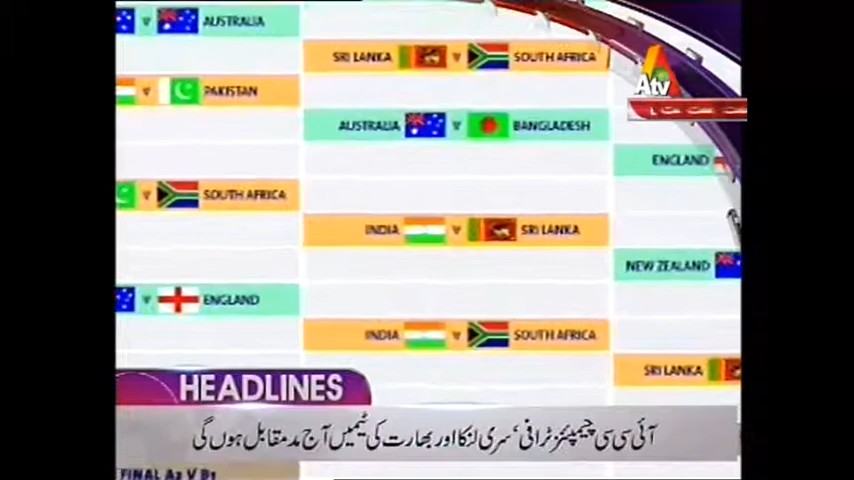 V AUSTRALIA
SRI LANKA V SOUTH AFRICA
Atv
V PAKISTAN
AUSTRALIA V BANGLADESH
ENGLAND
V SOUTH AFRICA
INDIA V SRI LANKA
NEW ZEALAND
V ENGLAND
INDIA V SOUTH AFRICA
SRI LANKA
HEADLINES
آئی سی سی چیمپئنز ٹرافی، سری لنکا اور بھارت کی ٹیمیں آج مدمقابل ہوں گی
FINAL A2 V B1